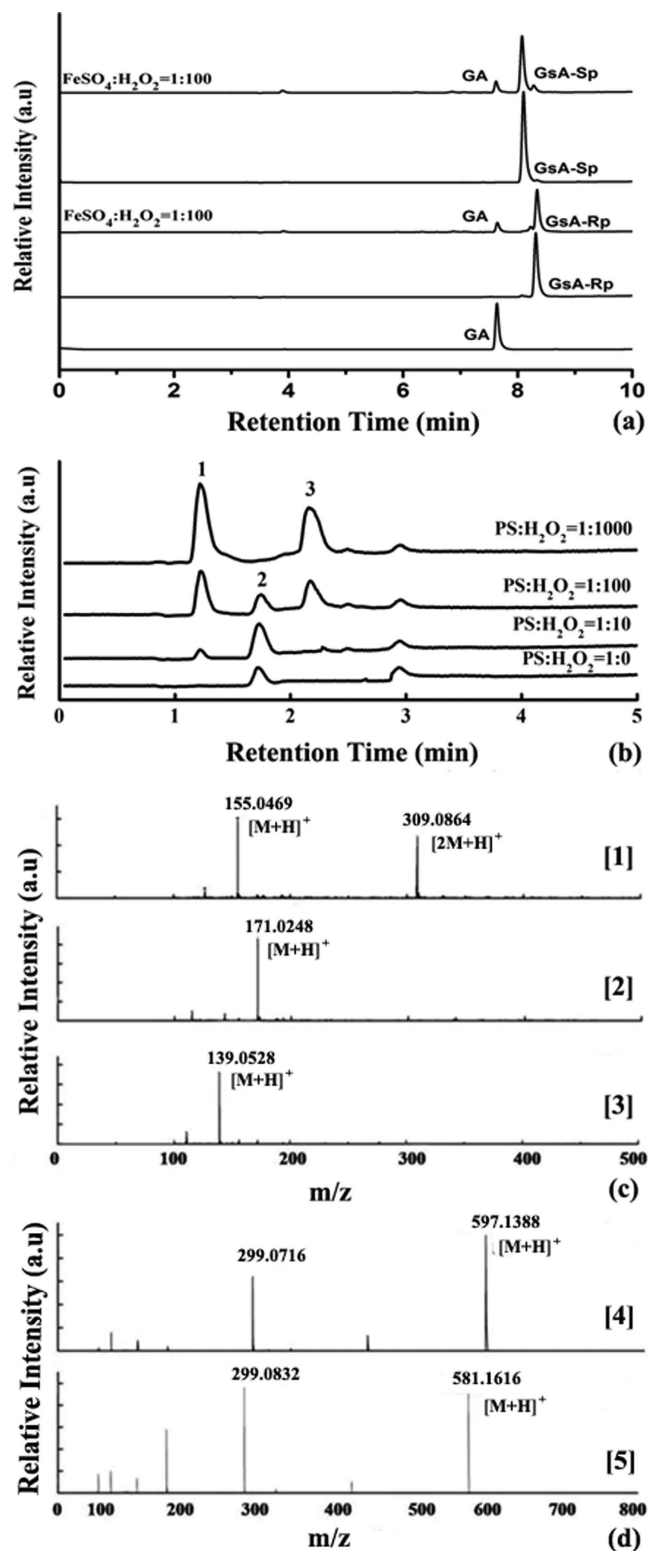 FeSO₄:H₂O₂=1:100
GA
GsA-Sp
GsA-Sp
FeSO₄:H₂O₂=1:100
GA
GsA-Rp
GsA-Rp
GA
Relative Intensity (a.u)
0 2 4 6 8 10
Retention Time (min) (a)
1
3
PS:H₂O₂=1:1000
2
PS:H₂O₂=1:100
PS:H₂O₂=1:10
PS:H₂O₂=1:0
Relative Intensity (a.u)
0 1 2 3 4 5
Retention Time (min) (b)
155.0469
[M+H]⁺
309.0864
[2M+H]⁺
[1]
171.0248
[M+H]⁺
[2]
139.0528
[M+H]⁺
[3]
Relative Intensity (a.u)
0 100 200 300 400 500
m/z (c)
597.1388
[M+H]⁺
299.0716
[4]
299.0832
581.1616
[M+H]⁺
[5]
Relative Intensity (a.u)
0 100 200 300 400 500 600 700 800
m/z (d)